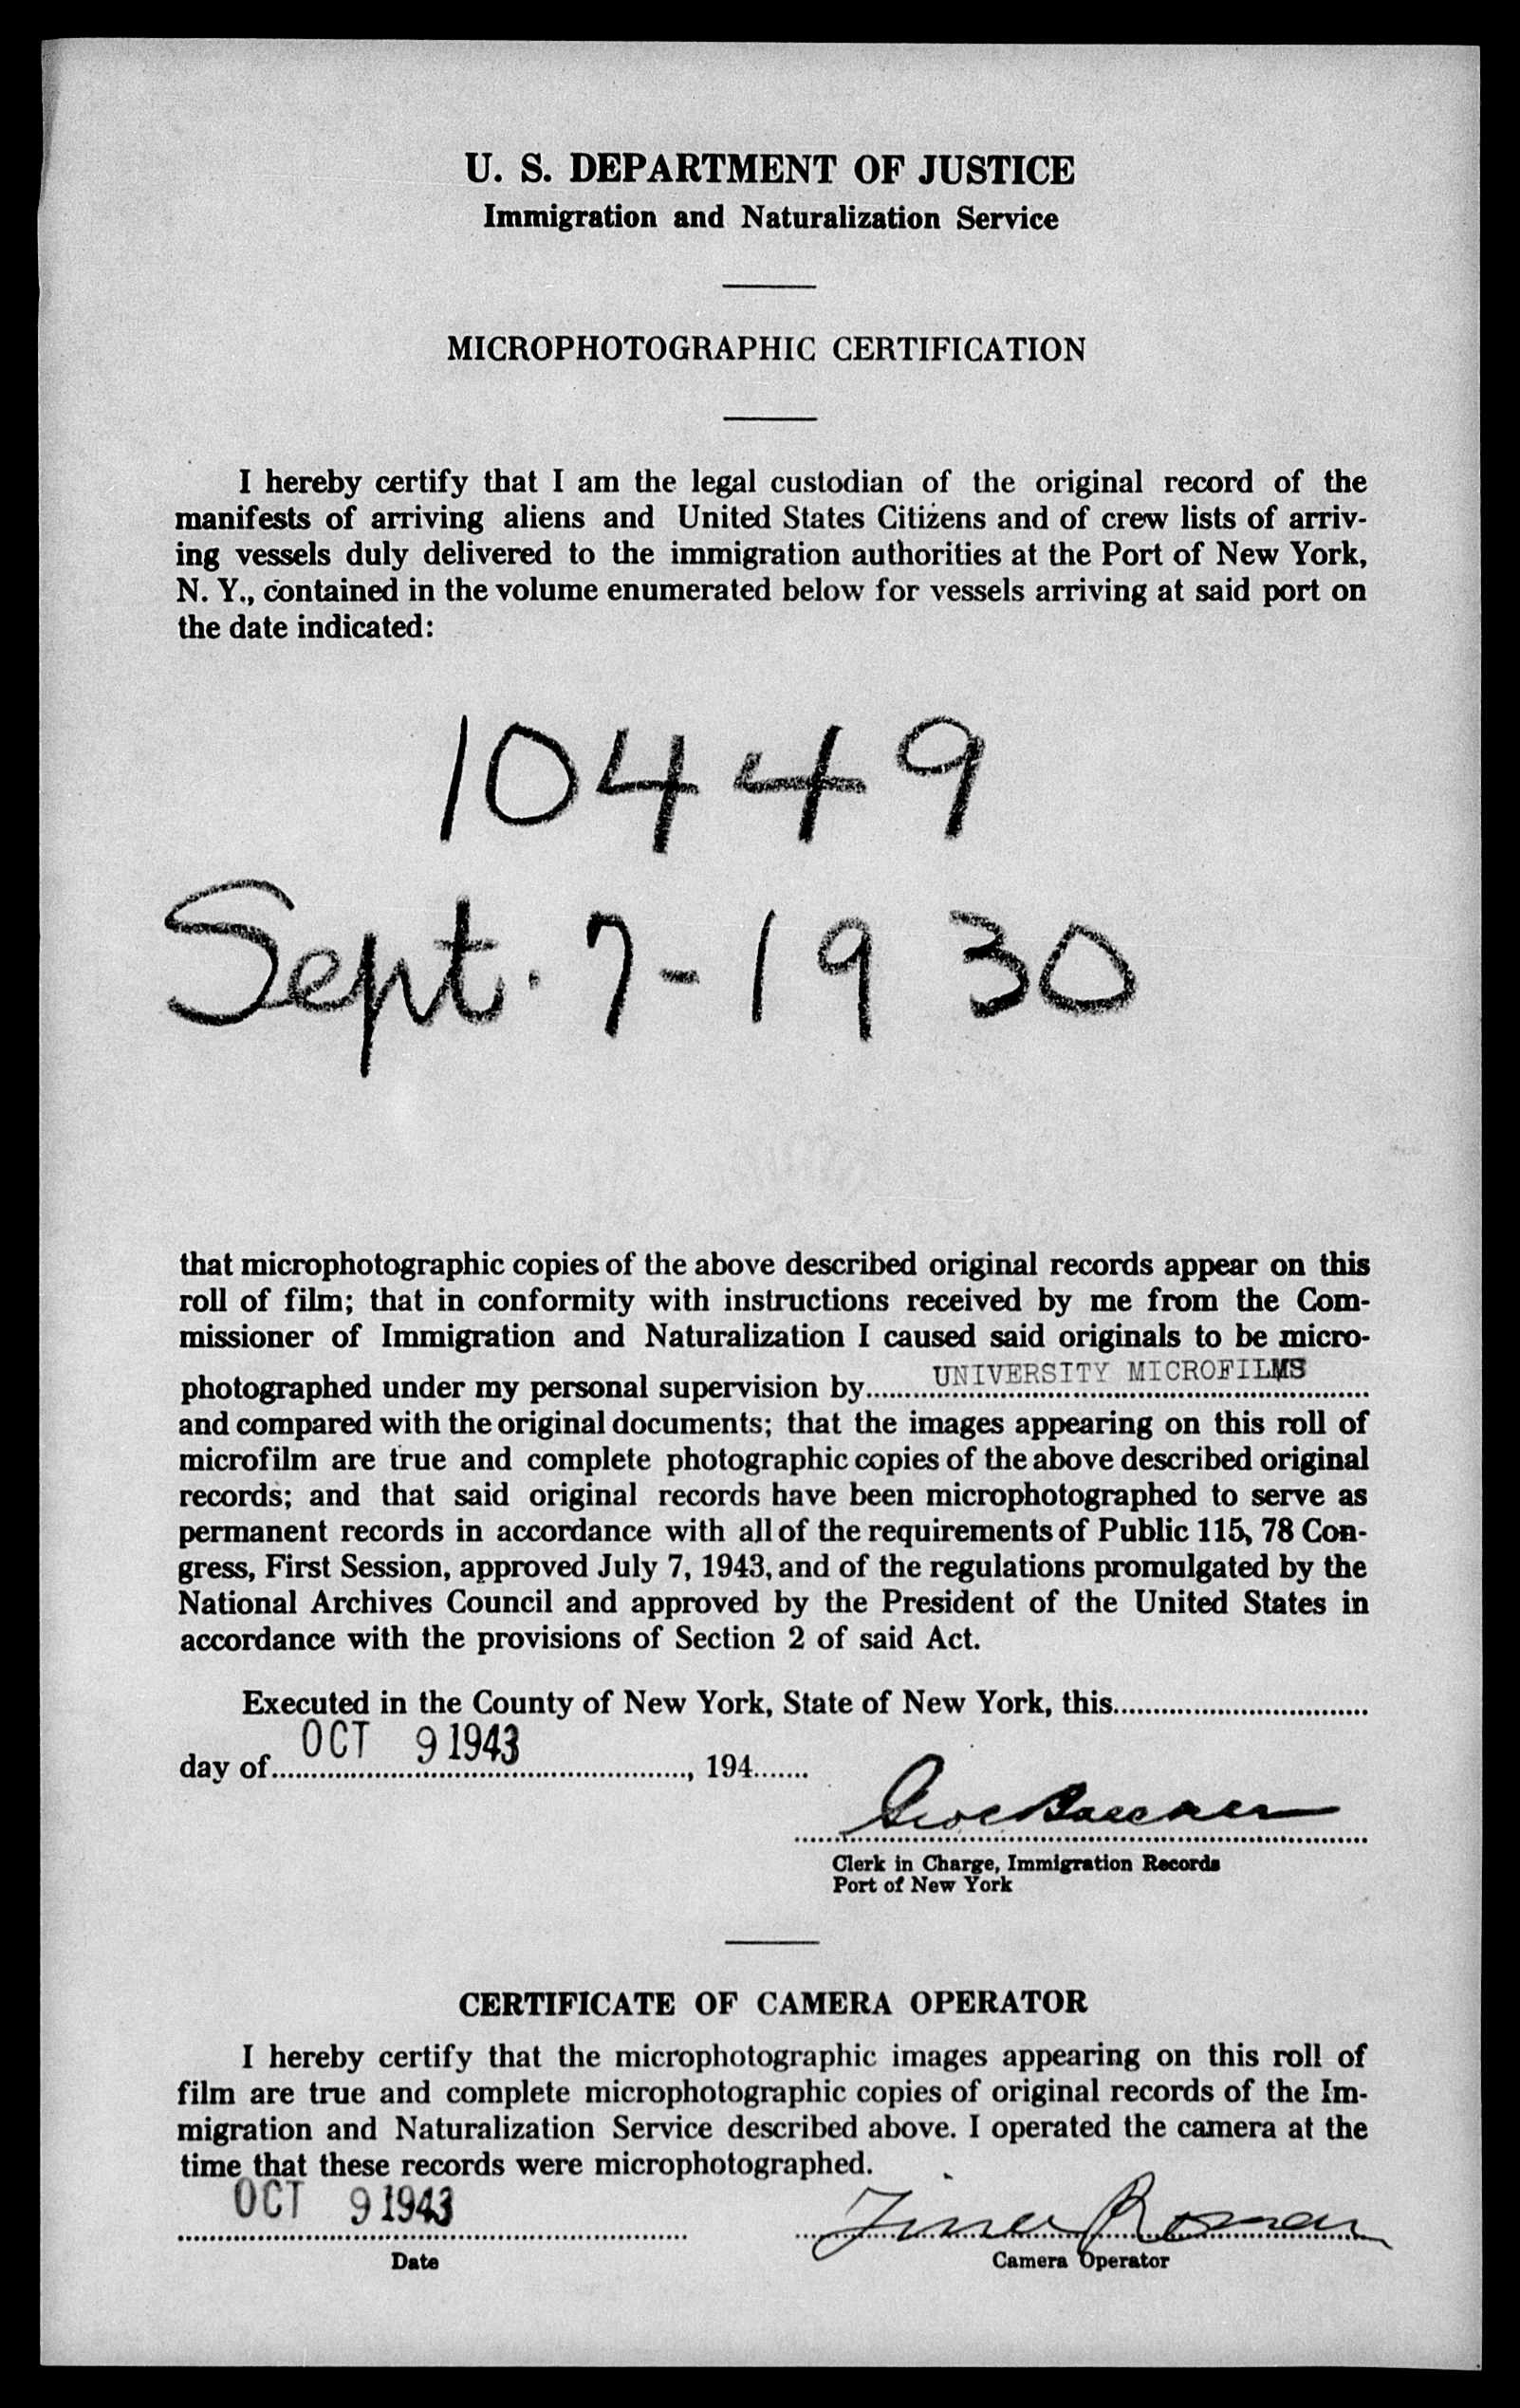 U. S. DEPARTMENT OF JUSTICE
Immigration and Naturalization Service
MICROPHOTOGRAPHIC CERTIFICATION
I hereby certify that I am the legal custodian of the original record of the
manifests of arriving aliens and United States Citizens and of crew lists of arriv-
ing vessels duly delivered to the immigration authorities at the Port of New York,
N. Y., contained in the volume enumerated below for vessels arriving at said port on
the date indicated:
10449
Sept. 7-1930
that microphotographic copies of the above described original records appear on this
roll of film; that in conformity with instructions received by me from the Com-
missioner of Immigration and Naturalization I caused said originals to be micro-
photographed under my personal supervision by UNIVERSITY MICROFILMS
and compared with the original documents; that the images appearing on this roll of
microfilm are true and complete photographic copies of the above described original
records; and that said original records have been microphotographed to serve as
permanent records in accordance with all of the requirements of Public 115, 78 Con-
gress, First Session, approved July 7, 1943, and of the regulations promulgated by the
National Archives Council and approved by the President of the United States in
accordance with the provisions of Section 2 of said Act.
Executed in the County of New York, State of New York, this
day of OCT 9 1943, 194
Clerk in Charge, Immigration Records
Port of New York
CERTIFICATE OF CAMERA OPERATOR
I hereby certify that the microphotographic images appearing on this roll of
film are true and complete microphotographic copies of original records of the Im-
migration and Naturalization Service described above. I operated the camera at the
time that these records were microphotographed.
OCT 9 1943
Roman
Date
Camera Operator